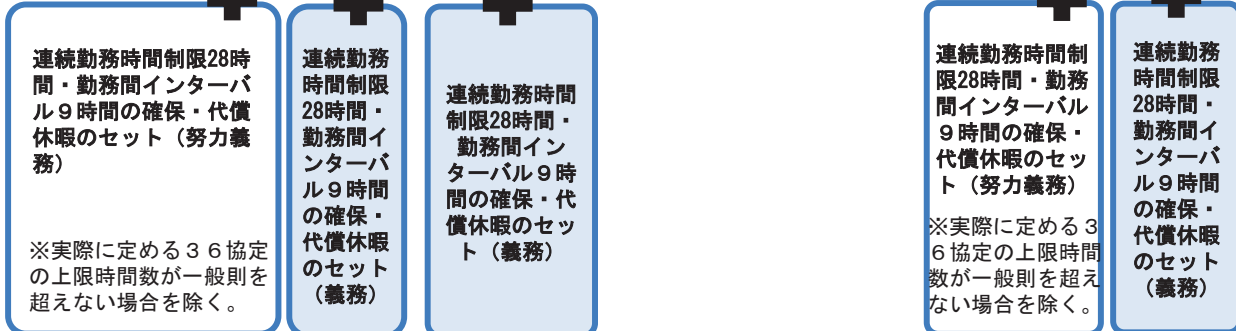 連続勤務時間制限28時
間・勤務間インターバ
ル９時間の確保・代償
休暇のセット（努力義
務）
※実際に定める３６協定
の上限時間数が一般則を
超えない場合を除く。
連続勤務
時間制限
28時間・
勤務間イ
ンターバ
ル９時間
の確保・
代償休暇
のセット
（義務）
連続勤務時間
制限28時間・
勤務間イン
ターバル９時
間の確保・代
償休暇のセッ
ト（義務）
連続勤務時間制
限28時間・勤務
間インターバル
９時間の確保・
代償休暇のセッ
ト（努力義務）
※実際に定める３
６協定の上限時間
数が一般則を超え
ない場合を除く。
連続勤務
時間制限
28時間・
勤務間イ
ンターバ
ル９時間
の確保・
代償休暇
のセット
（義務）